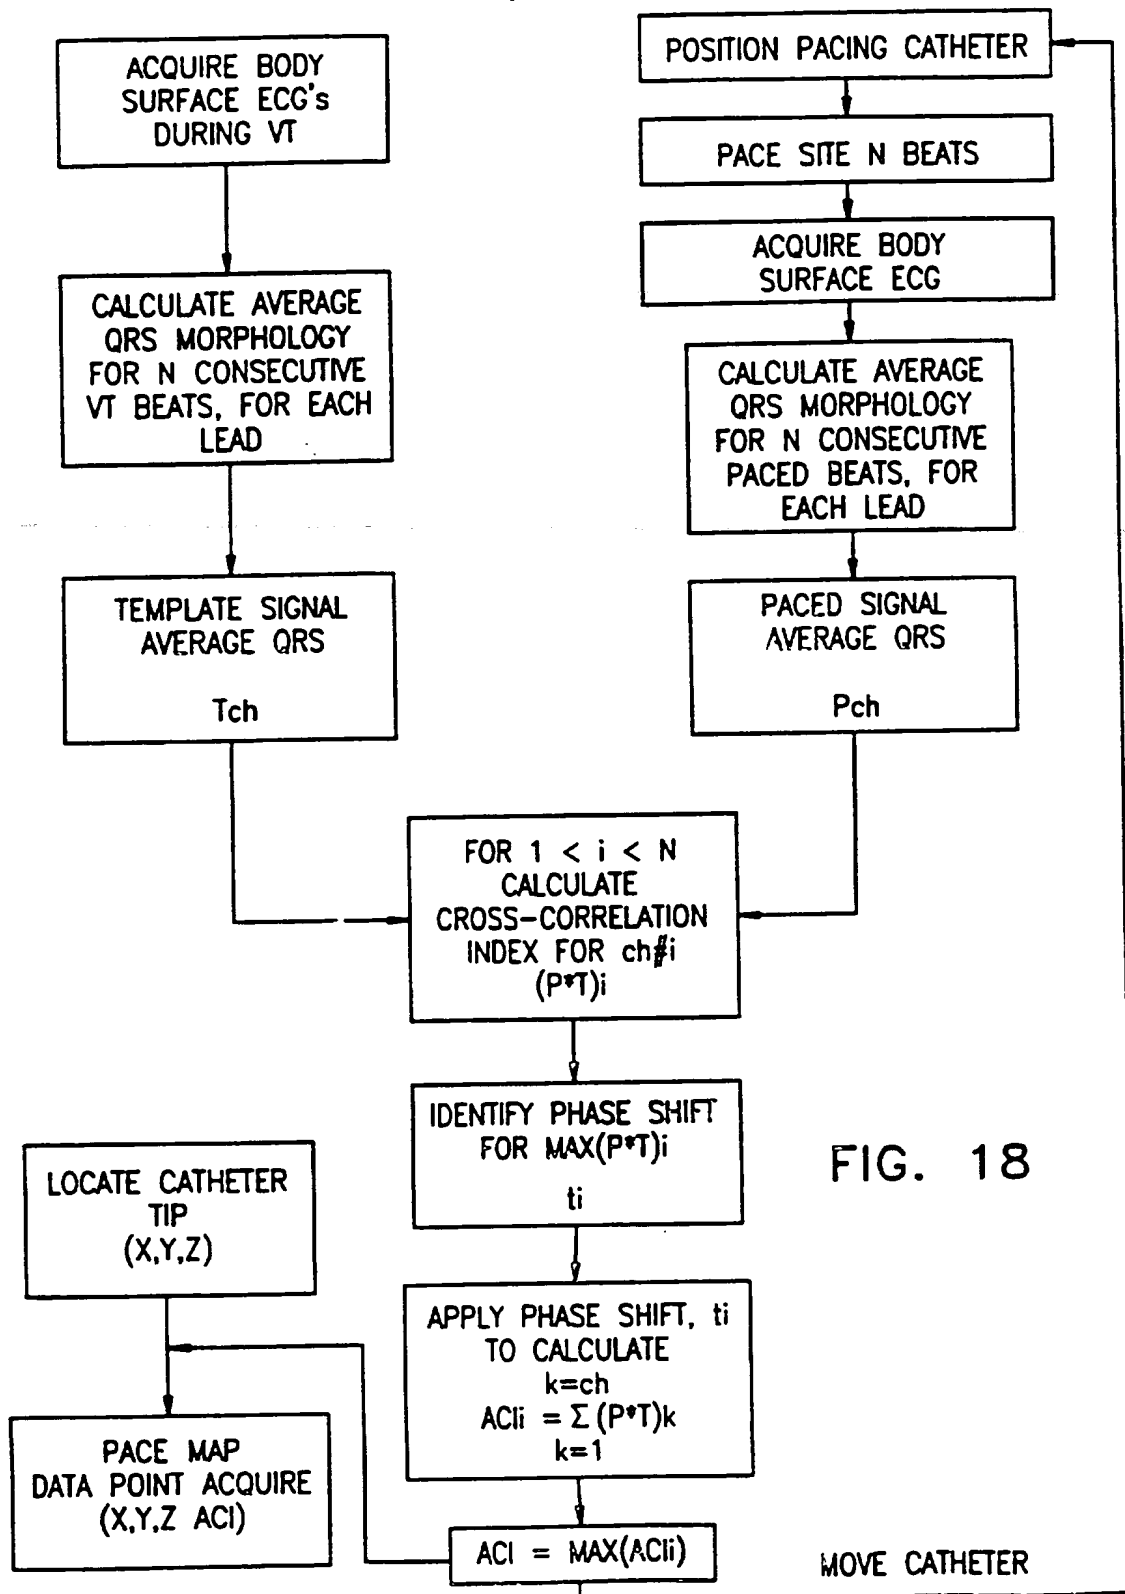 ACQUIRE BODY
SURFACE ECG's
DURING VT
CALCULATE AVERAGE
QRS MORPHOLOGY
FOR N CONSECUTIVE
VT BEATS, FOR EACH
LEAD
TEMPLATE SIGNAL
AVERAGE QRS
Tch
POSITION PACING CATHETER
PACE SITE N BEATS
ACQUIRE BODY
SURFACE ECG
CALCULATE AVERAGE
QRS MORPHOLOGY
FOR N CONSECUTIVE
PACED BEATS, FOR
EACH LEAD
PACED SIGNAL
AVERAGE QRS
Pch
FOR 1 < i < N
CALCULATE
CROSS-CORRELATION
INDEX FOR ch#i
(P*T)i
IDENTIFY PHASE SHIFT
FOR MAX(P*T)i
ti
FIG. 18
APPLY PHASE SHIFT, ti
TO CALCULATE
k=ch
ACIi = Σ (P*T)k
k=1
ACI = MAX(ACIi)
LOCATE CATHETER
TIP
(X,Y,Z)
PACE MAP
DATA POINT ACQUIRE
(X,Y,Z ACI)
MOVE CATHETER